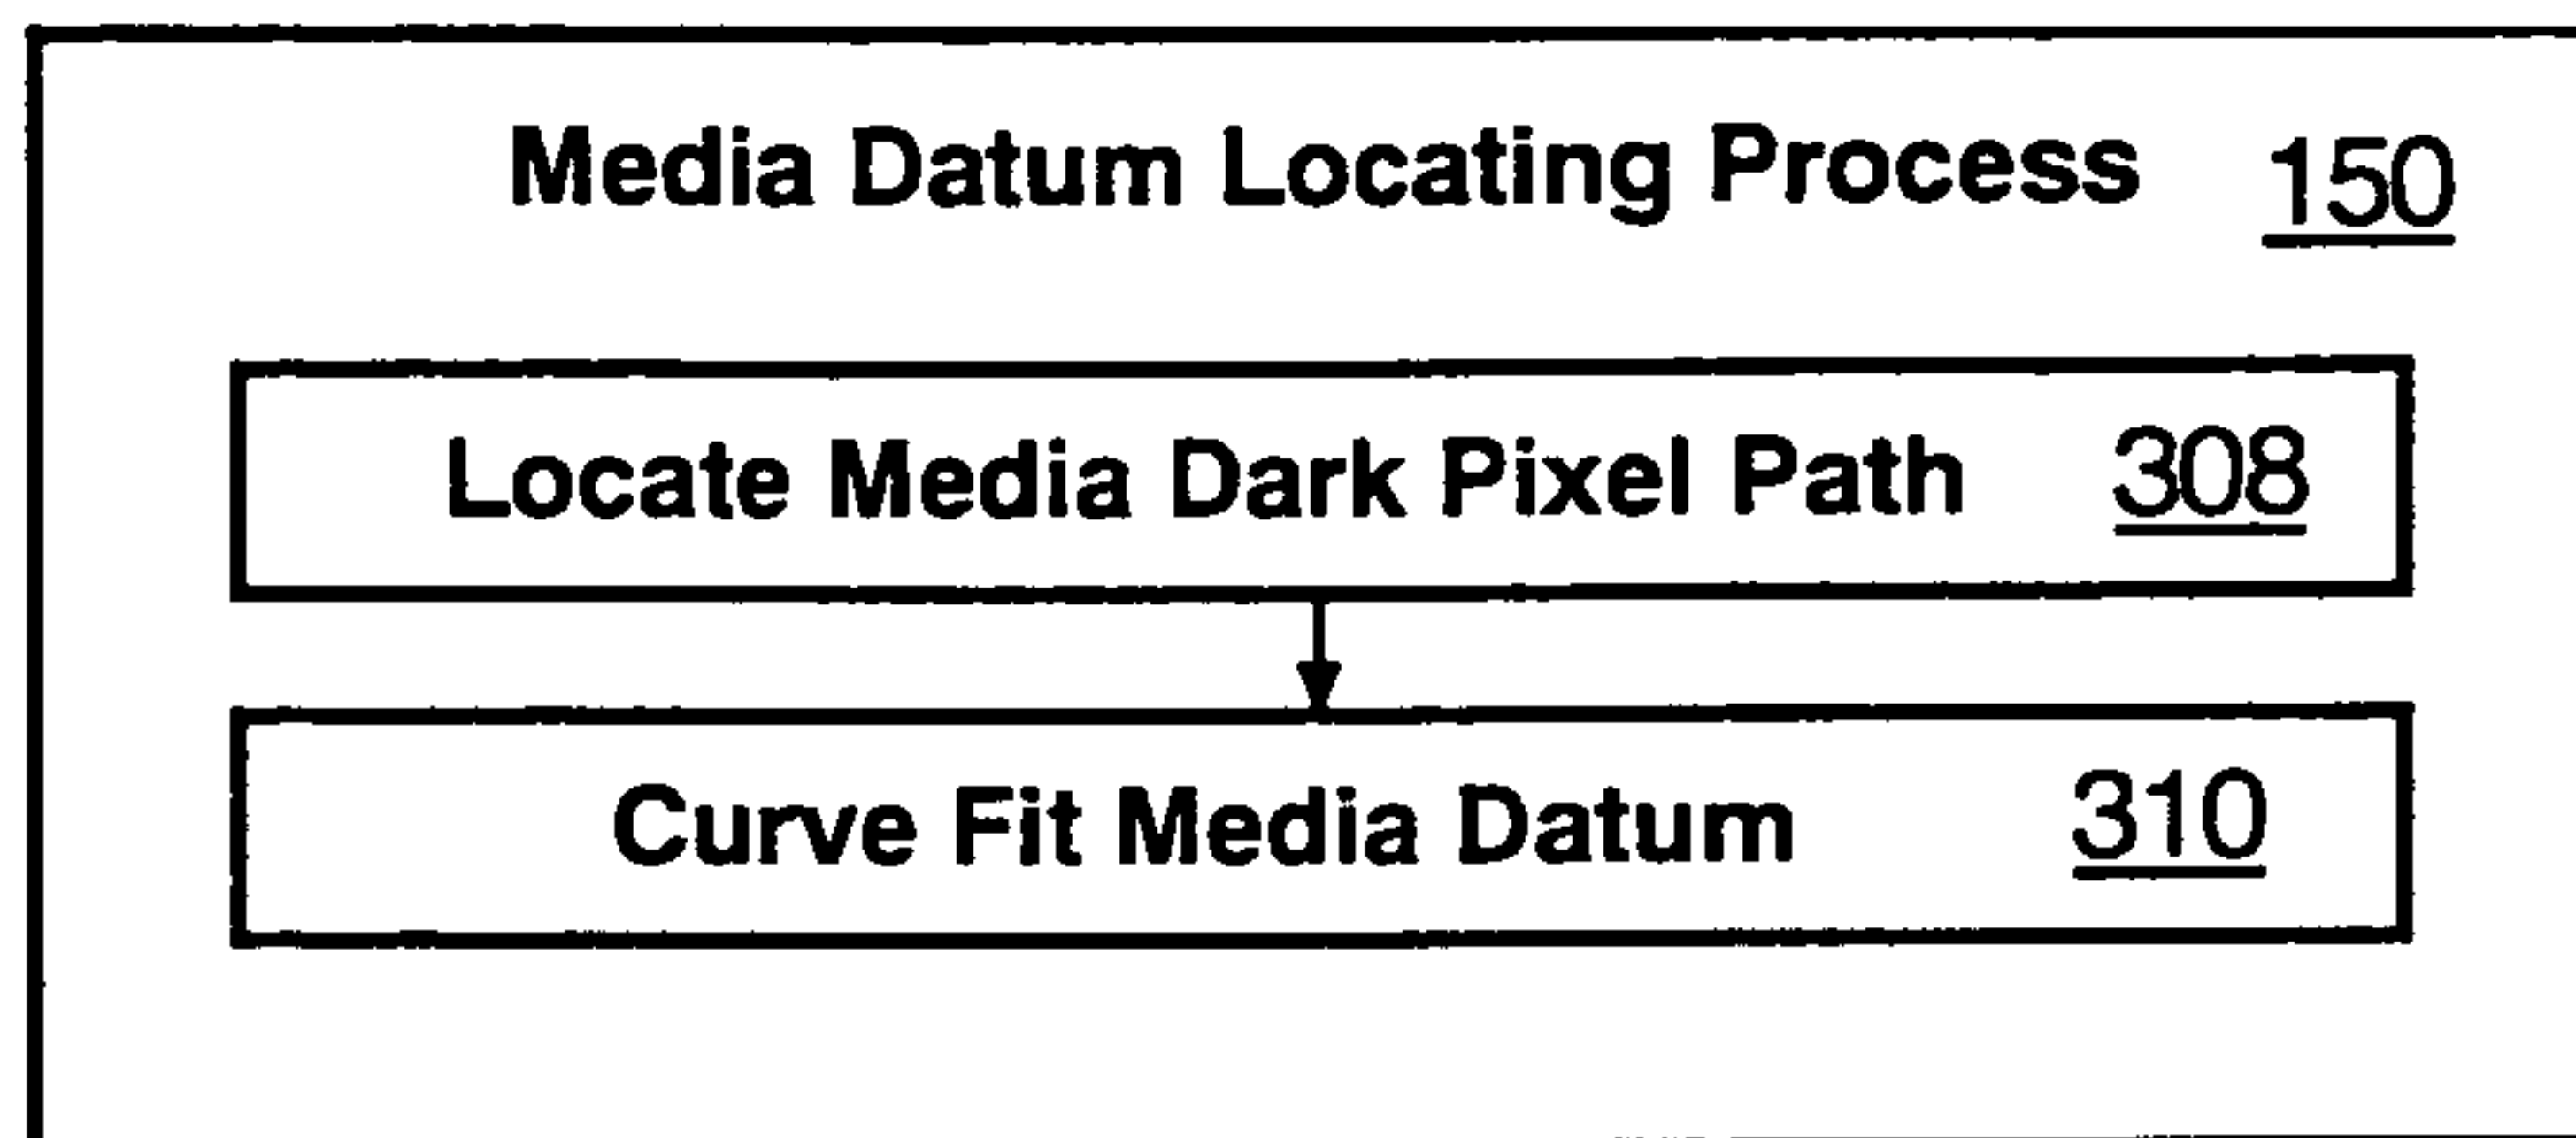 Media Datum Locating Process 150
Locate Media Dark Pixel Path 308
Curve Fit Media Datum 310